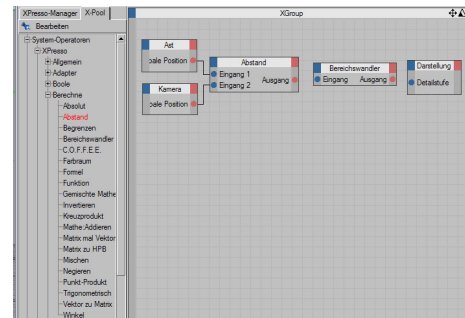 XPresso-Manager X-Pool
XGroup
Bearbeiten
System-Operatoren
XPresso
Allgemein
Adapter
Boole
Berechne
Absolut
Abstand
Begrenzen
Bereichswandler
C.O.F.F.E.E.
Farbraum
Formel
Funktion
Gemischte Mathe
Invertieren
Kreuzprodukt
Mathe:Addieren
Matrix mal Vektor
Matrix zu HPB
Mischen
Negieren
Punkt-Produkt
Trigonometrisch
Vektor zu Matrix
Winkel
Ast
bale Position
Kamera
bale Position
Abstand
Eingang 1
Eingang 2
Ausgang
Bereichswandler
Eingang Ausgang
Darstellung
Detailstufe